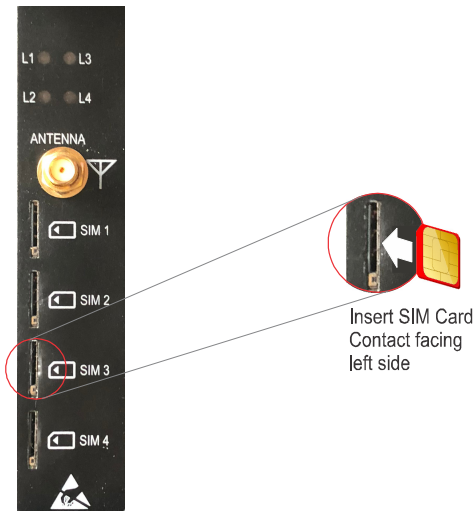 L1 L3
L2 L4
ANTENNA
SIM 1
SIM 2
SIM 3
SIM 4
Insert SIM Card
Contact facing
left side